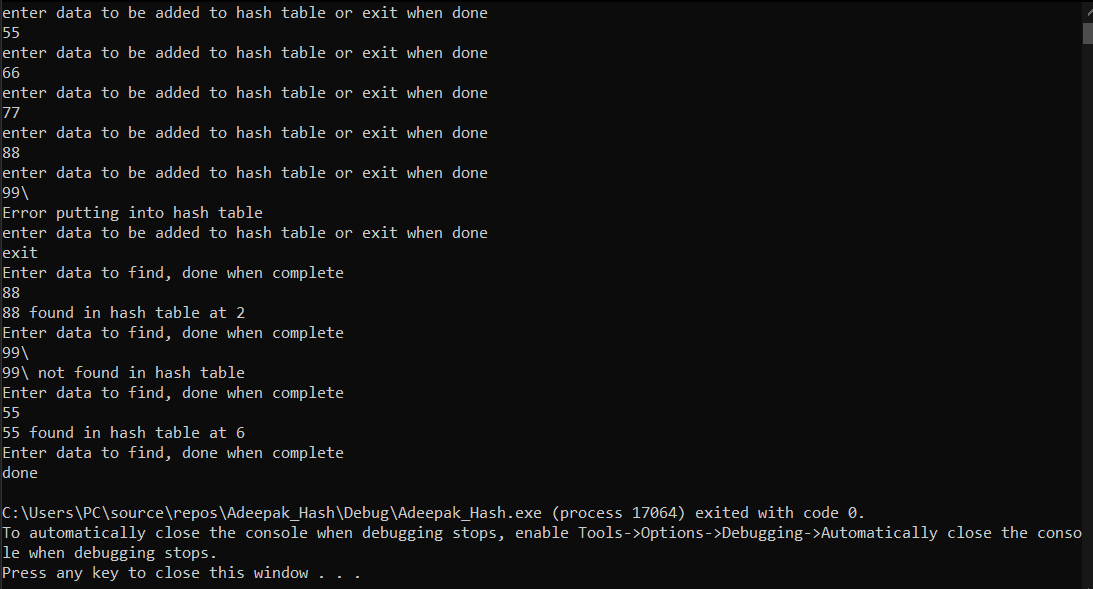 enter data to be added to hash table or exit when done
55
enter data to be added to hash table or exit when done
66
enter data to be added to hash table or exit when done
77
enter data to be added to hash table or exit when done
88
enter data to be added to hash table or exit when done
99\
Error putting into hash table
enter data to be added to hash table or exit when done
exit
Enter data to find, done when complete
88
88 found in hash table at 2
Enter data to find, done when complete
99\
99\ not found in hash table
Enter data to find, done when complete
55
55 found in hash table at 6
Enter data to find, done when complete
done
C:\Users\PC\source\repos\Adeepak_Hash\Debug\Adeepak_Hash.exe (process 17064) exited with code 0.
To automatically close the console when debugging stops, enable Tools->Options->Debugging->Automatically close the conso
le when debugging stops.
Press any key to close this window . . .